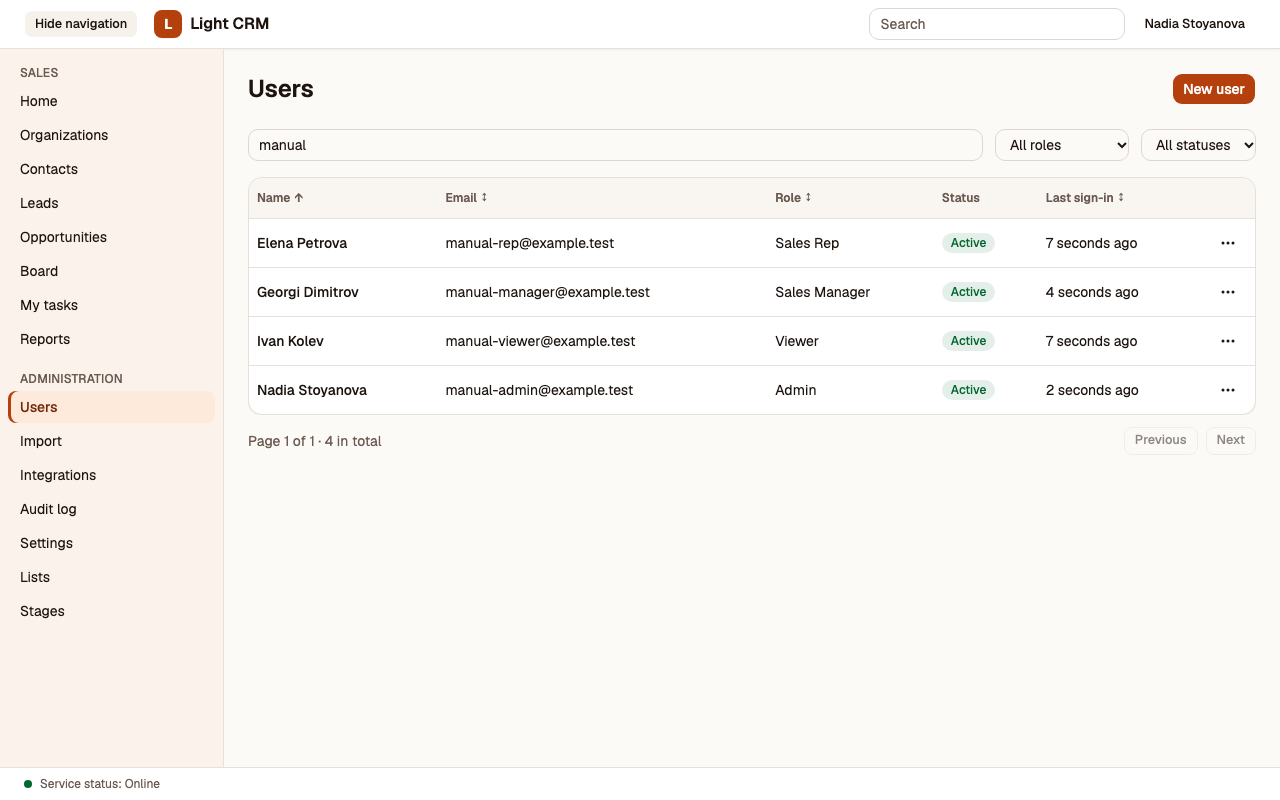 Hide navigation
L
Light CRM
Search
Nadia Stoyanova
SALES
Home
Organizations
Contacts
Leads
Opportunities
Board
My tasks
Reports
ADMINISTRATION
Users
Import
Integrations
Audit log
Settings
Lists
Stages
Users
New user
manual
All roles
All statuses
Name ↑ Email ↕ Role ↕ Status Last sign-in ↕
Elena Petrova manual-rep@example.test Sales Rep Active 7 seconds ago
Georgi Dimitrov manual-manager@example.test Sales Manager Active 4 seconds ago
Ivan Kolev manual-viewer@example.test Viewer Active 7 seconds ago
Nadia Stoyanova manual-admin@example.test Admin Active 2 seconds ago
Page 1 of 1 · 4 in total
Previous
Next
Service status: Online